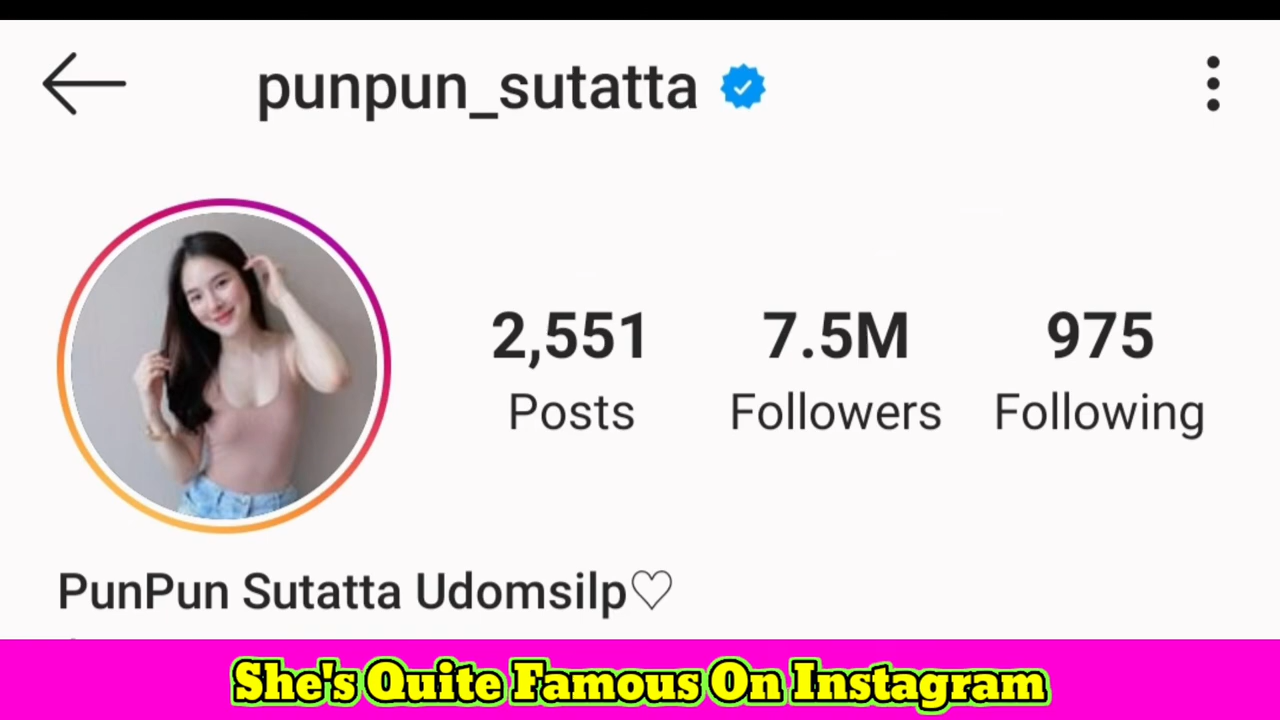 punpun_sutatta
2,551 7.5M 975
Posts Followers Following
PunPun Sutatta Udomsilp♡
She's Quite Famous On Instagram